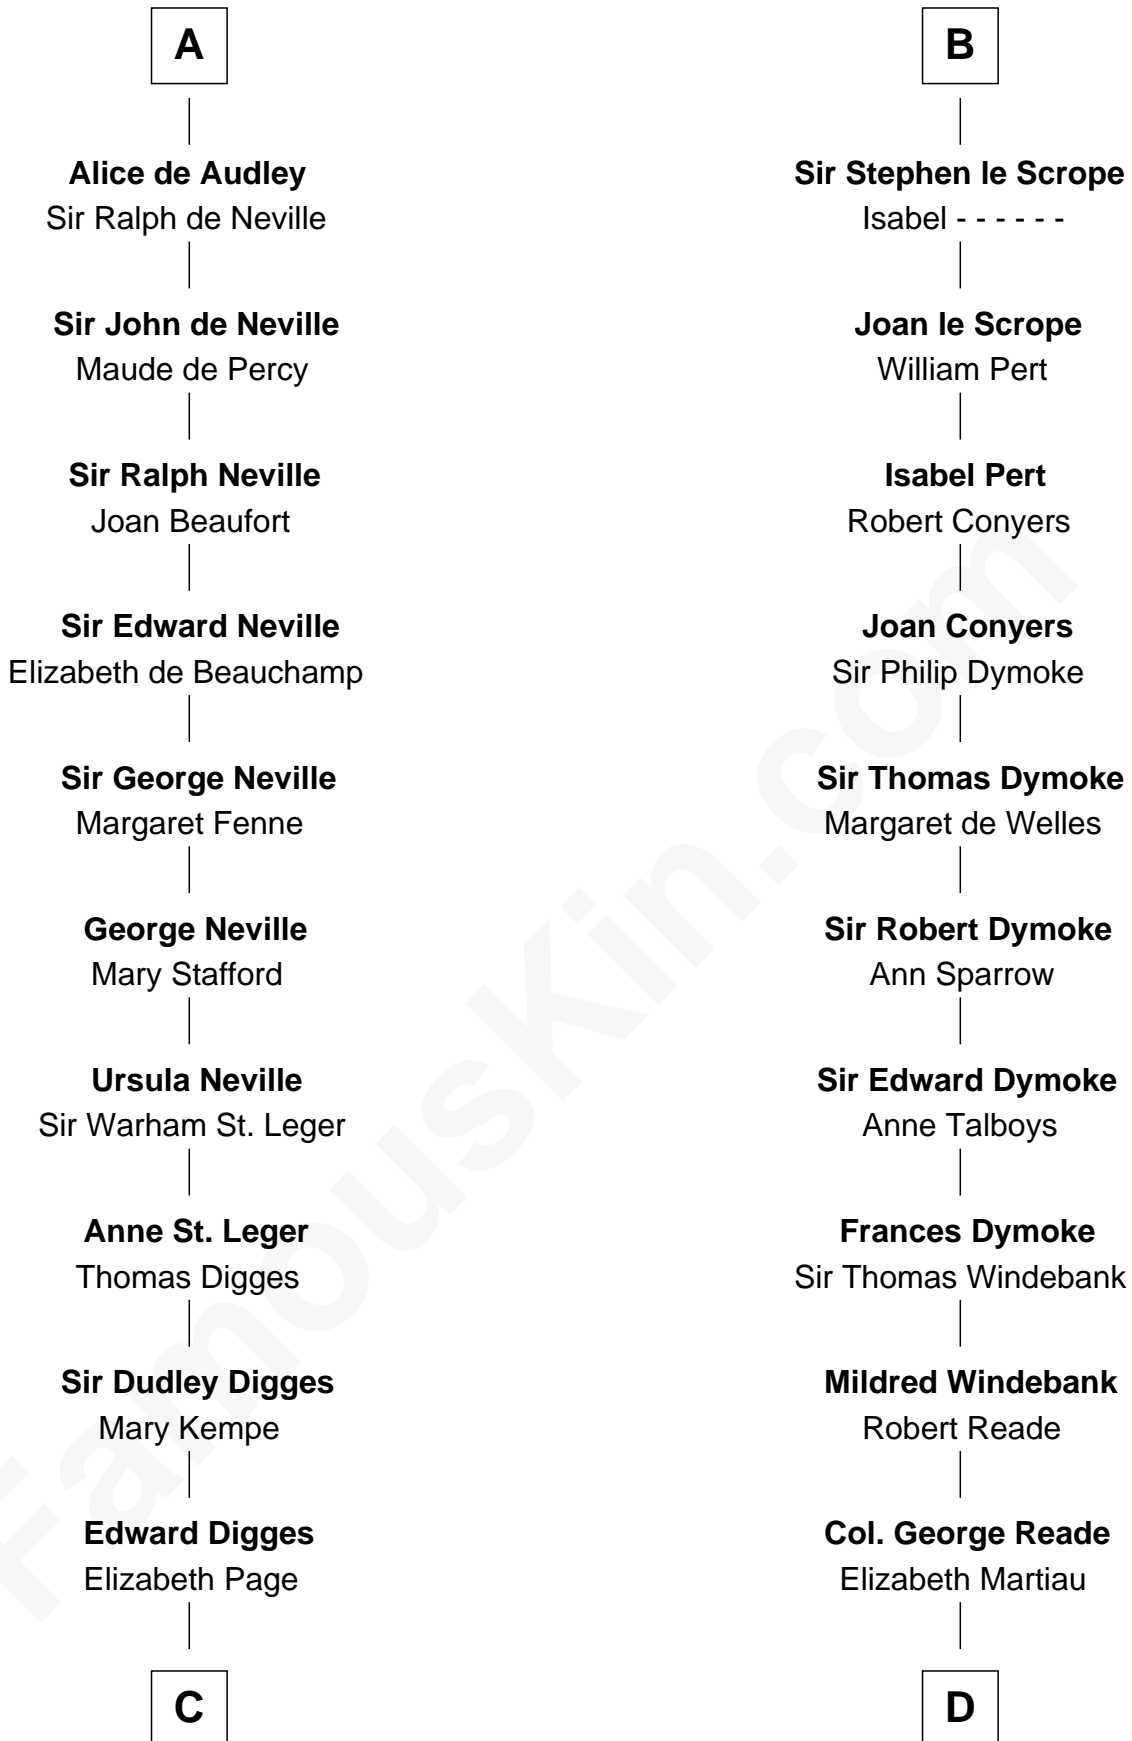 A
Alice de Audley
Sir Ralph de Neville
Sir John de Neville
Maude de Percy
Sir Ralph Neville
Joan Beaufort
Sir Edward Neville
Elizabeth de Beauchamp
Sir George Neville
Margaret Fenne
George Neville
Mary Stafford
Ursula Neville
Sir Warham St. Leger
Anne St. Leger
Thomas Digges
Sir Dudley Digges
Mary Kempe
Edward Digges
Elizabeth Page
C
B
Sir Stephen le Scrope
Isabel - - - - - -
Joan le Scrope
William Pert
Isabel Pert
Robert Conyers
Joan Conyers
Sir Philip Dymoke
Sir Thomas Dymoke
Margaret de Welles
Sir Robert Dymoke
Ann Sparrow
Sir Edward Dymoke
Anne Talboys
Frances Dymoke
Sir Thomas Windebank
Mildred Windebank
Robert Reade
Col. George Reade
Elizabeth Martiau
D
FamousKin.com